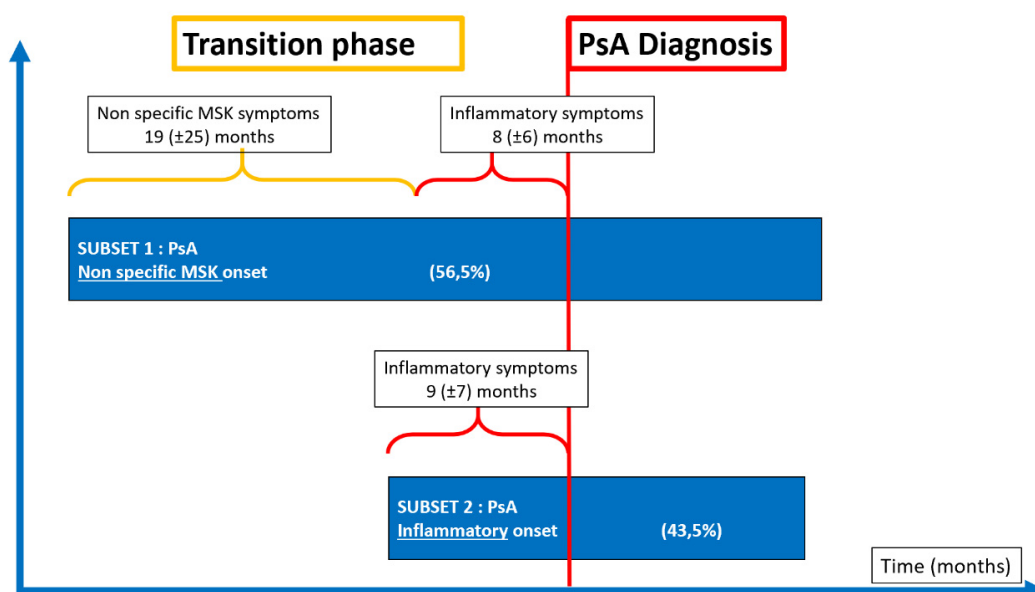 Transition phase
PsA Diagnosis
Non specific MSK symptoms
19 (±25) months
Inflammatory symptoms
8 (±6) months
SUBSET 1 : PsA
Non specific MSK onset (56,5%)
Inflammatory symptoms
9 (±7) months
SUBSET 2 : PsA
Inflammatory onset (43,5%)
Time (months)